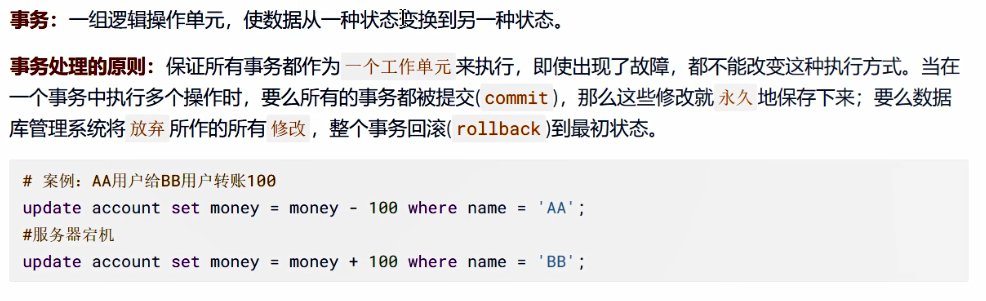 事务：一组逻辑操作单元，使数据从一种状态变换到另一种状态。
事务处理的原则：保证所有事务都作为 一个工作单元 来执行，即使出现了故障，都不能改变这种执行方式。当在
一个事务中执行多个操作时，要么所有的事务都被提交( commit )，那么这些修改就 永久 地保存下来；要么数据
库管理系统将 放弃 所作的所有 修改 ，整个事务回滚( rollback )到最初状态。
# 案例：AA用户给BB用户转账100
update account set money = money - 100 where name = 'AA';
#服务器宕机
update account set money = money + 100 where name = 'BB';